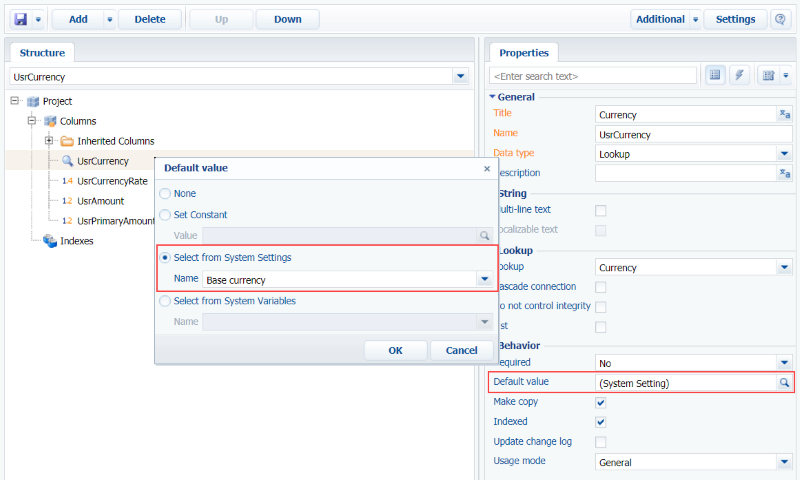 Add
Delete
Up
Down
Additional
Settings
Structure
UsrCurrency
Project
Columns
Inherited Columns
UsrCurrency
1.4 UsrCurrencyRate
1.2 UsrAmount
1.2 UsrPrimaryAmount
Indexes
Default value
None
Set Constant
Value
Select from System Settings
Name Base currency
Select from System Variables
Name
OK
Cancel
Properties
<Enter search text>
General
Title Currency
Name UsrCurrency
Data type Lookup
Description
String
ulti-line text
ocalizable text
Lookup
ookup Currency
ascade connection
o not control integrity
st
Behavior
equired No
Default value (System Setting)
Make copy
Indexed
Update change log
Usage mode General